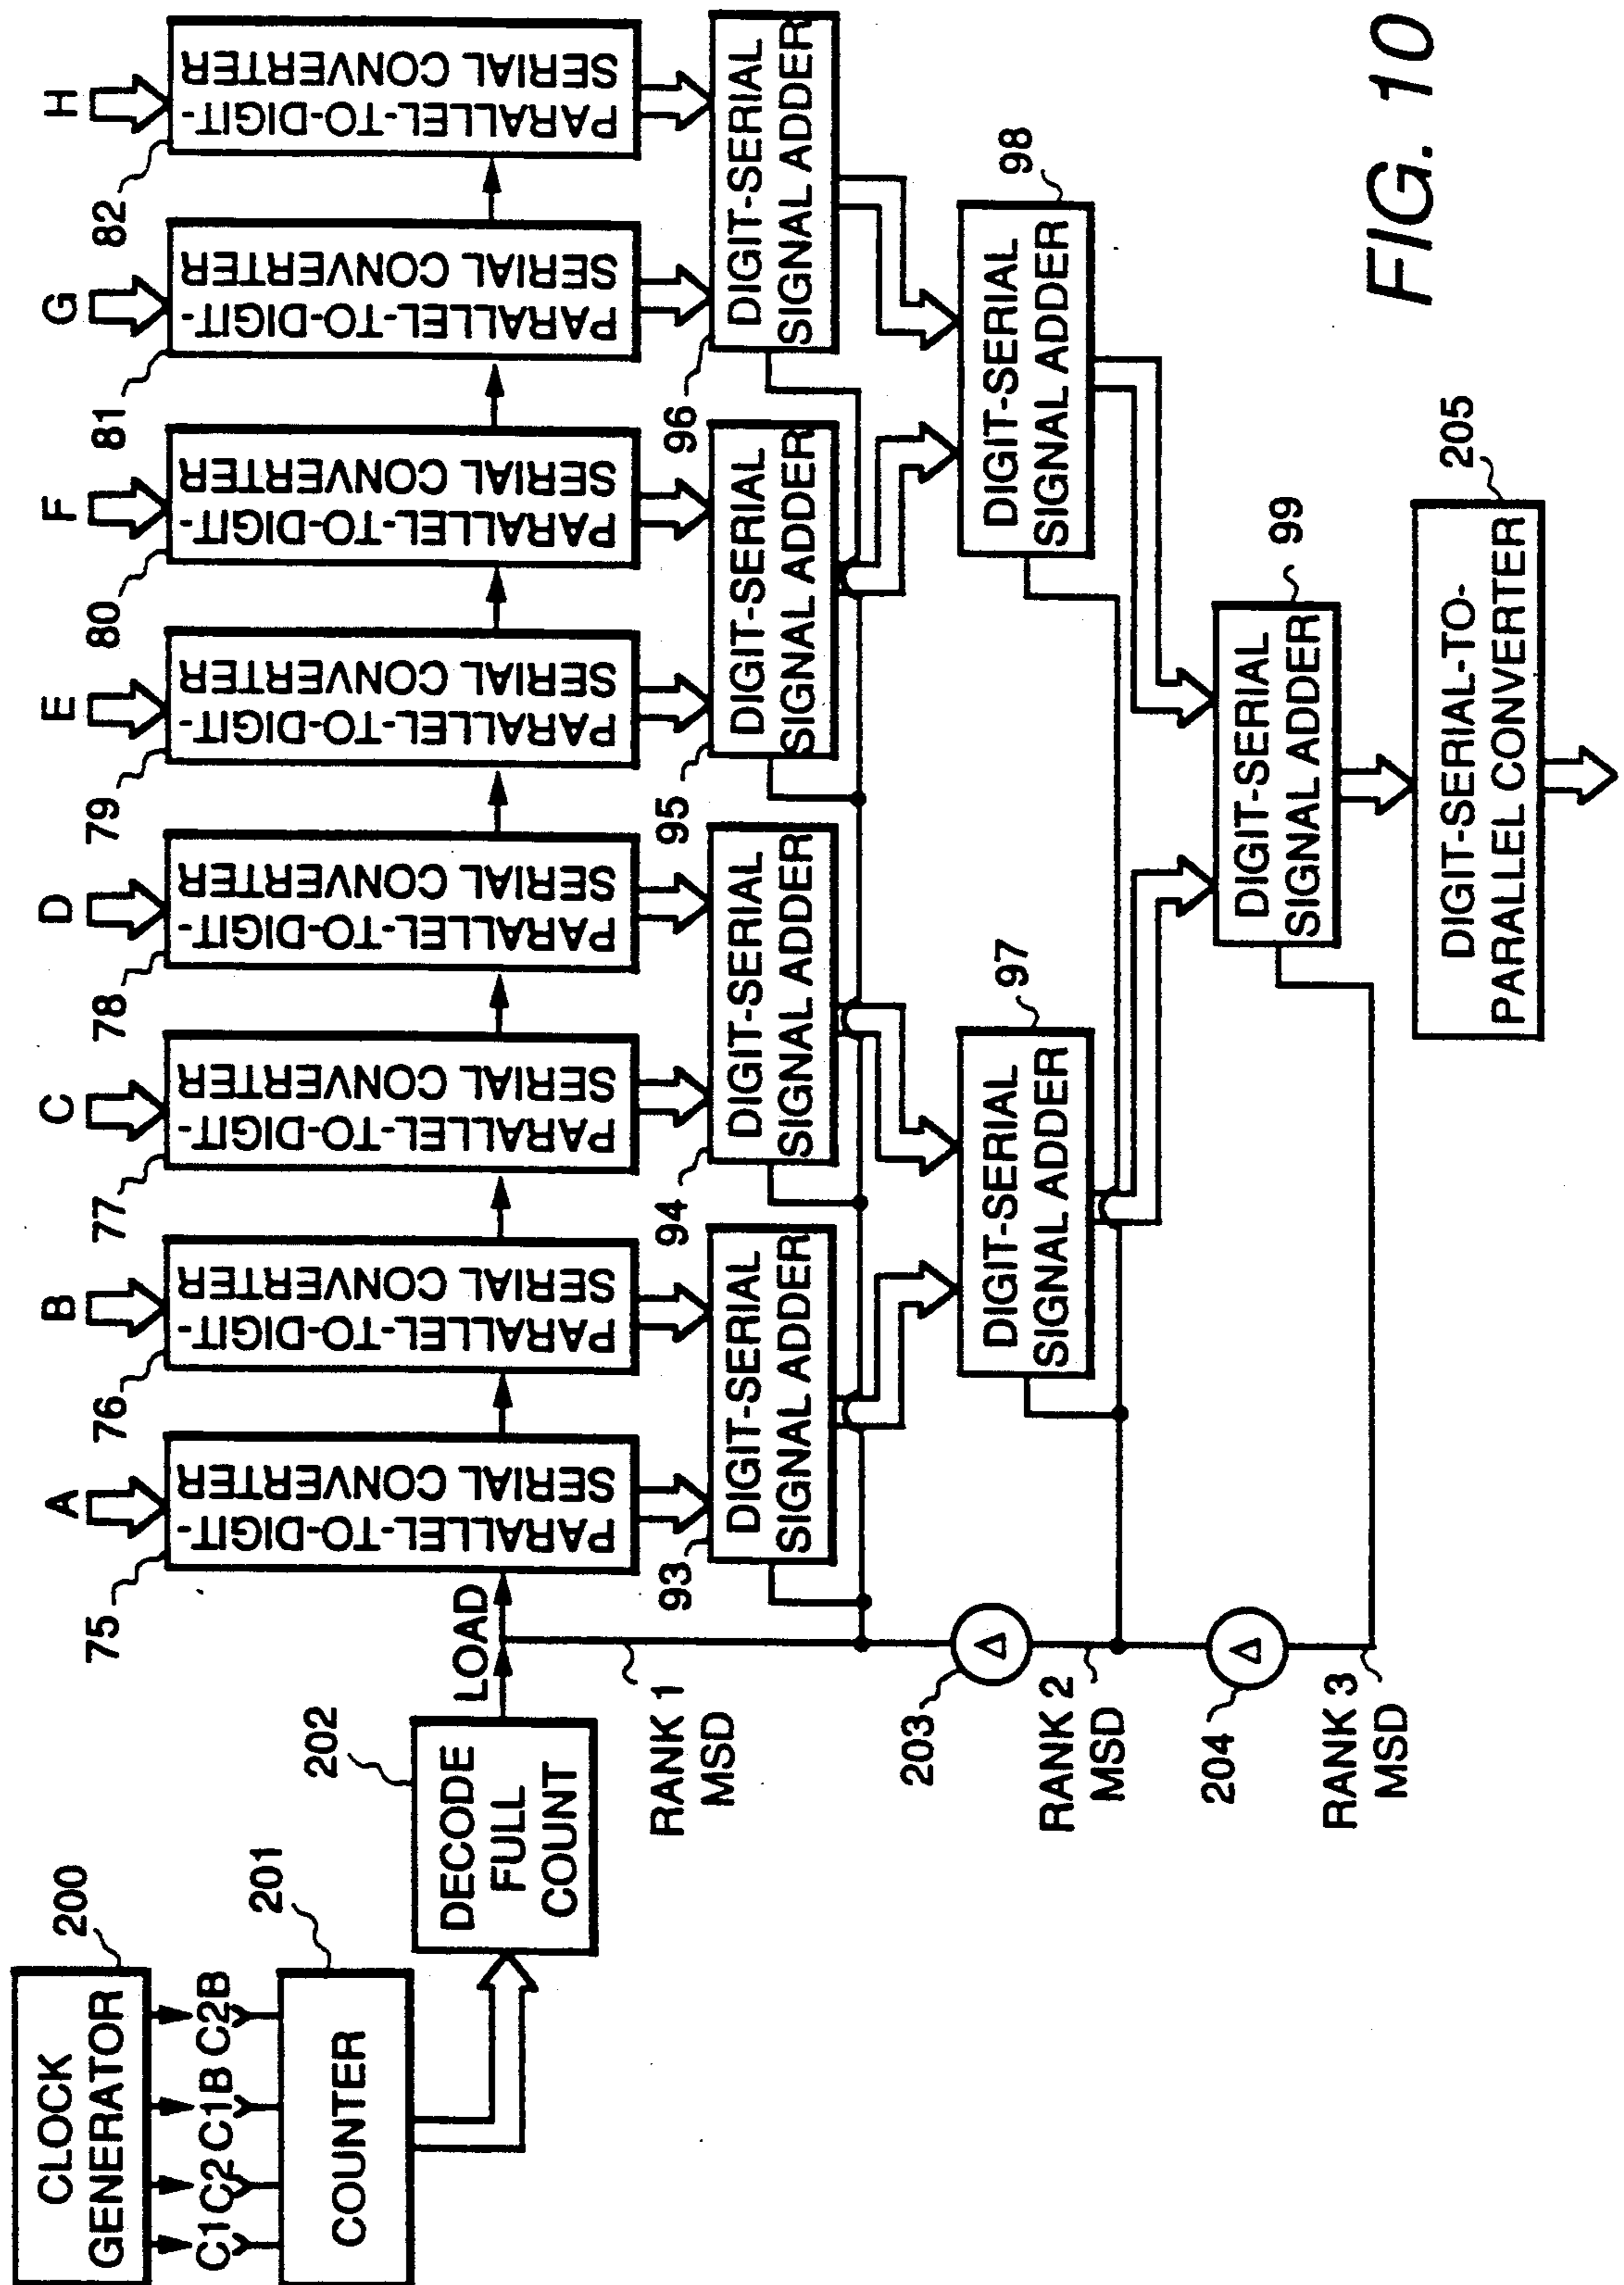 CLOCK
GENERATOR
200
C1 C2 C1B C2B
COUNTER
201
DECODE
FULL
COUNT
202
LOAD
A
B
C
D
E
F
G
H
75
PARALLEL-TO-DIGIT-
SERIAL CONVERTER
76
PARALLEL-TO-DIGIT-
SERIAL CONVERTER
77
PARALLEL-TO-DIGIT-
SERIAL CONVERTER
78
PARALLEL-TO-DIGIT-
SERIAL CONVERTER
79
PARALLEL-TO-DIGIT-
SERIAL CONVERTER
80
PARALLEL-TO-DIGIT-
SERIAL CONVERTER
81
PARALLEL-TO-DIGIT-
SERIAL CONVERTER
82
PARALLEL-TO-DIGIT-
SERIAL CONVERTER
RANK 1
MSD
93
DIGIT-SERIAL
SIGNAL ADDER
94
DIGIT-SERIAL
SIGNAL ADDER
95
DIGIT-SERIAL
SIGNAL ADDER
96
DIGIT-SERIAL
SIGNAL ADDER
203
Δ
RANK 2
MSD
97
DIGIT-SERIAL
SIGNAL ADDER
98
DIGIT-SERIAL
SIGNAL ADDER
204
Δ
RANK 3
MSD
99
DIGIT-SERIAL
SIGNAL ADDER
205
DIGIT-SERIAL-TO-
PARALLEL CONVERTER
FIG. 10